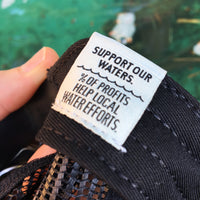 SUPPORT OUR
WATERS.
% OF PROFITS
HELP LOCAL
WATER EFFORTS.